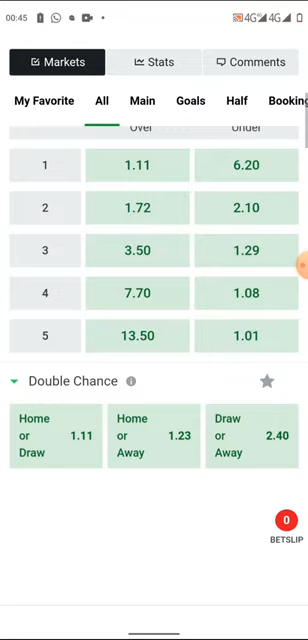 00:45 4G 4G
Markets Stats Comments
My Favorite All Main Goals Half Booking
Over Under
1 1.11 6.20
2 1.72 2.10
3 3.50 1.29
4 7.70 1.08
5 13.50 1.01
Double Chance
Home Home Draw
or 1.11 or 1.23 or 2.40
Draw Away Away
0
BETSLIP